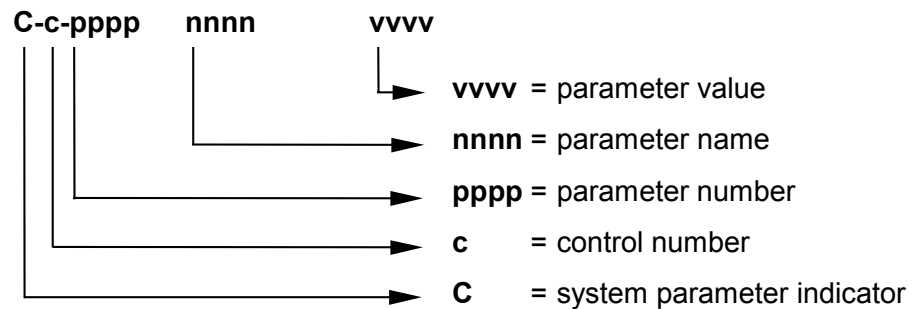 C-c-pppp nnnn vvvv
vvvv = parameter value
nnnn = parameter name
pppp = parameter number
c = control number
C = system parameter indicator